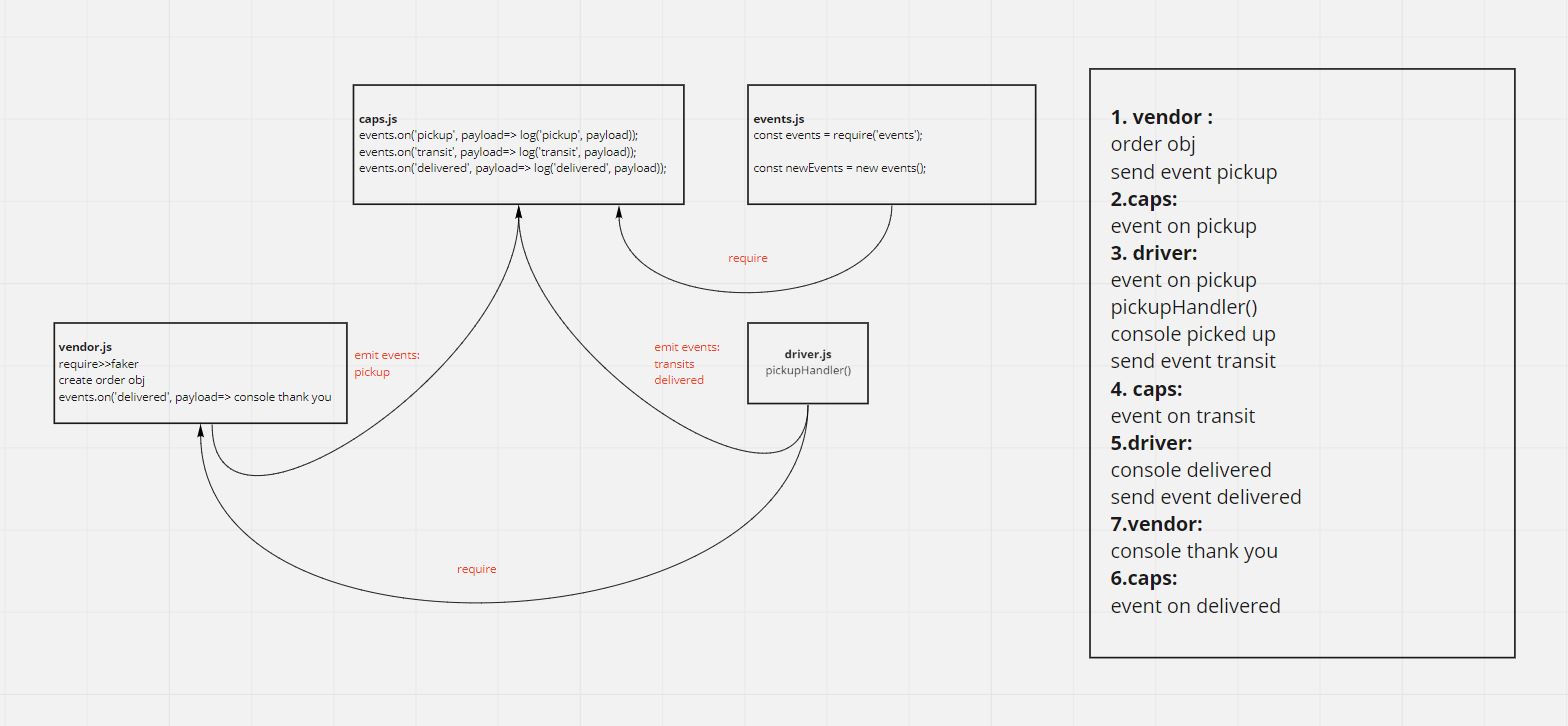 caps.js
events.on('pickup', payload=> log('pickup', payload));
events.on('transit', payload=> log('transit', payload));
events.on('delivered', payload=> log('delivered', payload));
events.js
const events = require('events');
const newEvents = new events();
require
vendor.js
require>>faker
create order obj
events.on('delivered', payload=> console thank you
emit events:
pickup
emit events:
transits
delivered
driver.js
pickupHandler()
require
1. vendor :
order obj
send event pickup
2.caps:
event on pickup
3. driver:
event on pickup
pickupHandler()
console picked up
send event transit
4. caps:
event on transit
5.driver:
console delivered
send event delivered
7.vendor:
console thank you
6.caps:
event on delivered